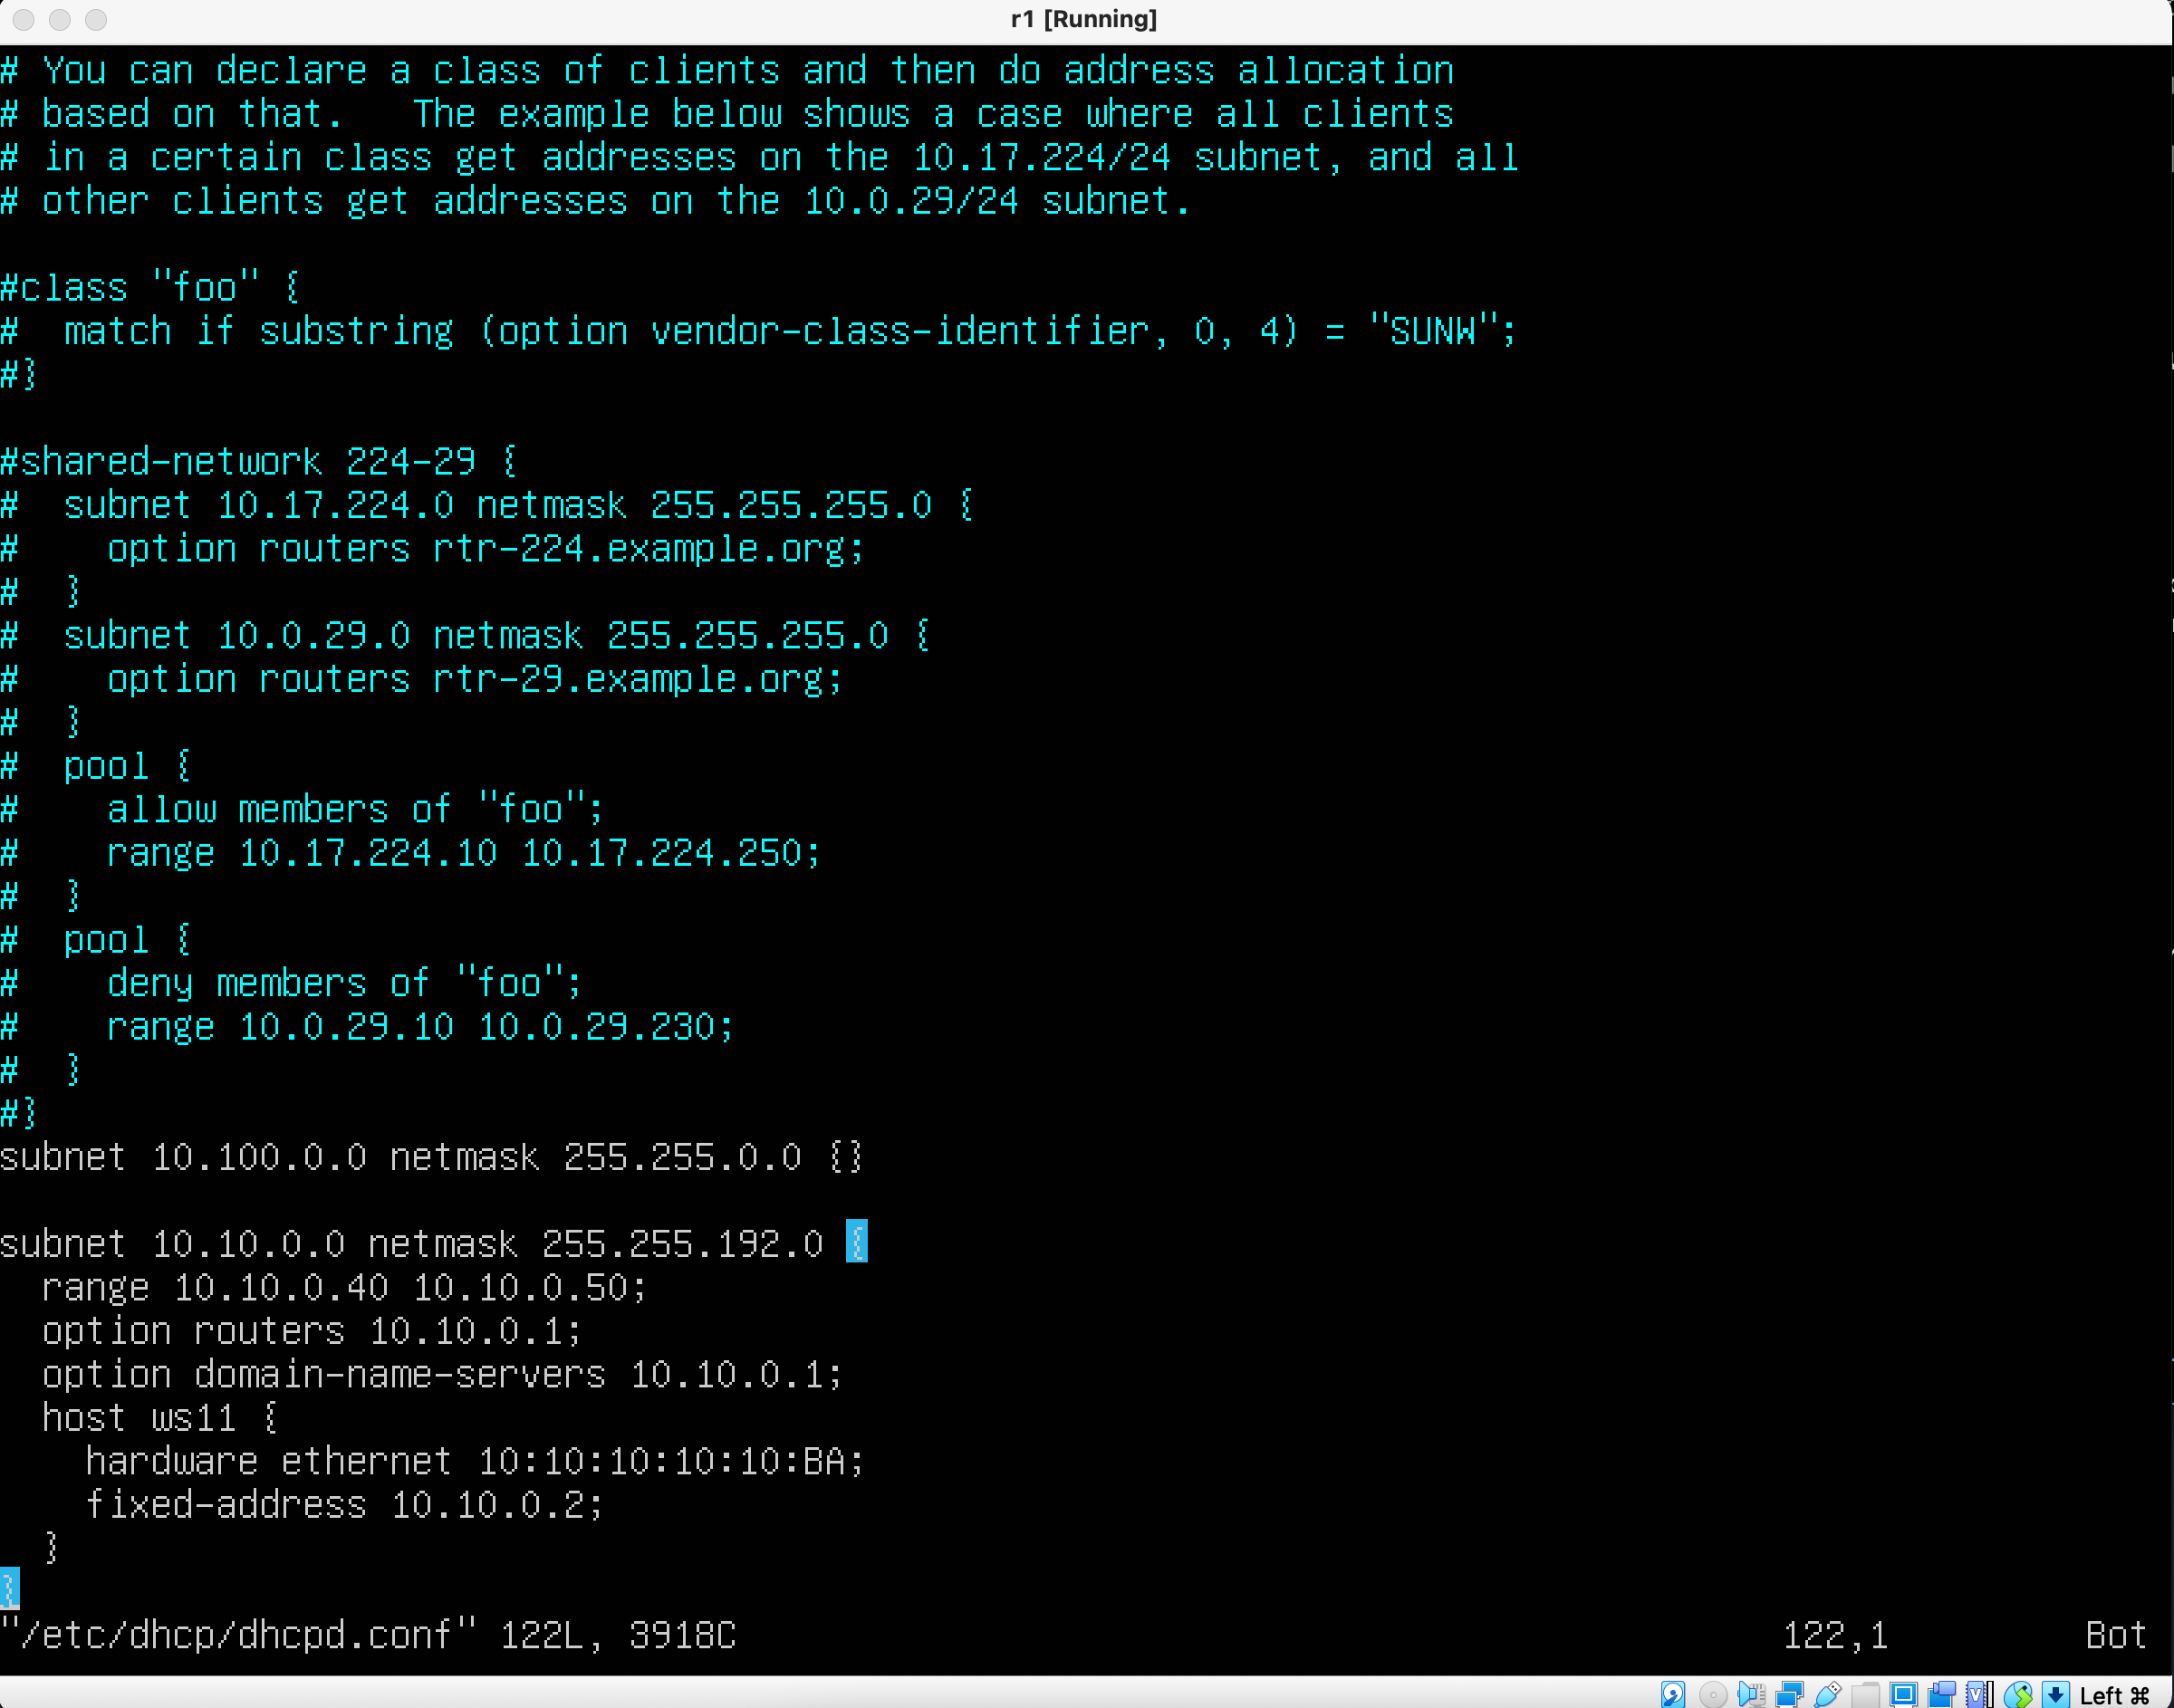 r1 [Running]
# You can declare a class of clients and then do address allocation
# based on that.   The example below shows a case where all clients
# in a certain class get addresses on the 10.17.224/24 subnet, and all
# other clients get addresses on the 10.0.29/24 subnet.
#class "foo" {
#  match if substring (option vendor-class-identifier, 0, 4) = "SUNW";
#}
#shared-network 224-29 {
#  subnet 10.17.224.0 netmask 255.255.255.0 {
#    option routers rtr-224.example.org;
#  }
#  subnet 10.0.29.0 netmask 255.255.255.0 {
#    option routers rtr-29.example.org;
#  }
#  pool {
#    allow members of "foo";
#    range 10.17.224.10 10.17.224.250;
#  }
#  pool {
#    deny members of "foo";
#    range 10.0.29.10 10.0.29.230;
#  }
#}
subnet 10.100.0.0 netmask 255.255.0.0 {}
subnet 10.10.0.0 netmask 255.255.192.0 {
  range 10.10.0.40 10.10.0.50;
  option routers 10.10.0.1;
  option domain-name-servers 10.10.0.1;
  host ws11 {
    hardware ethernet 10:10:10:10:10:BA;
    fixed-address 10.10.0.2;
  }
}
"/etc/dhcp/dhcpd.conf" 122L, 3918C 122,1 Bot
Left ⌘